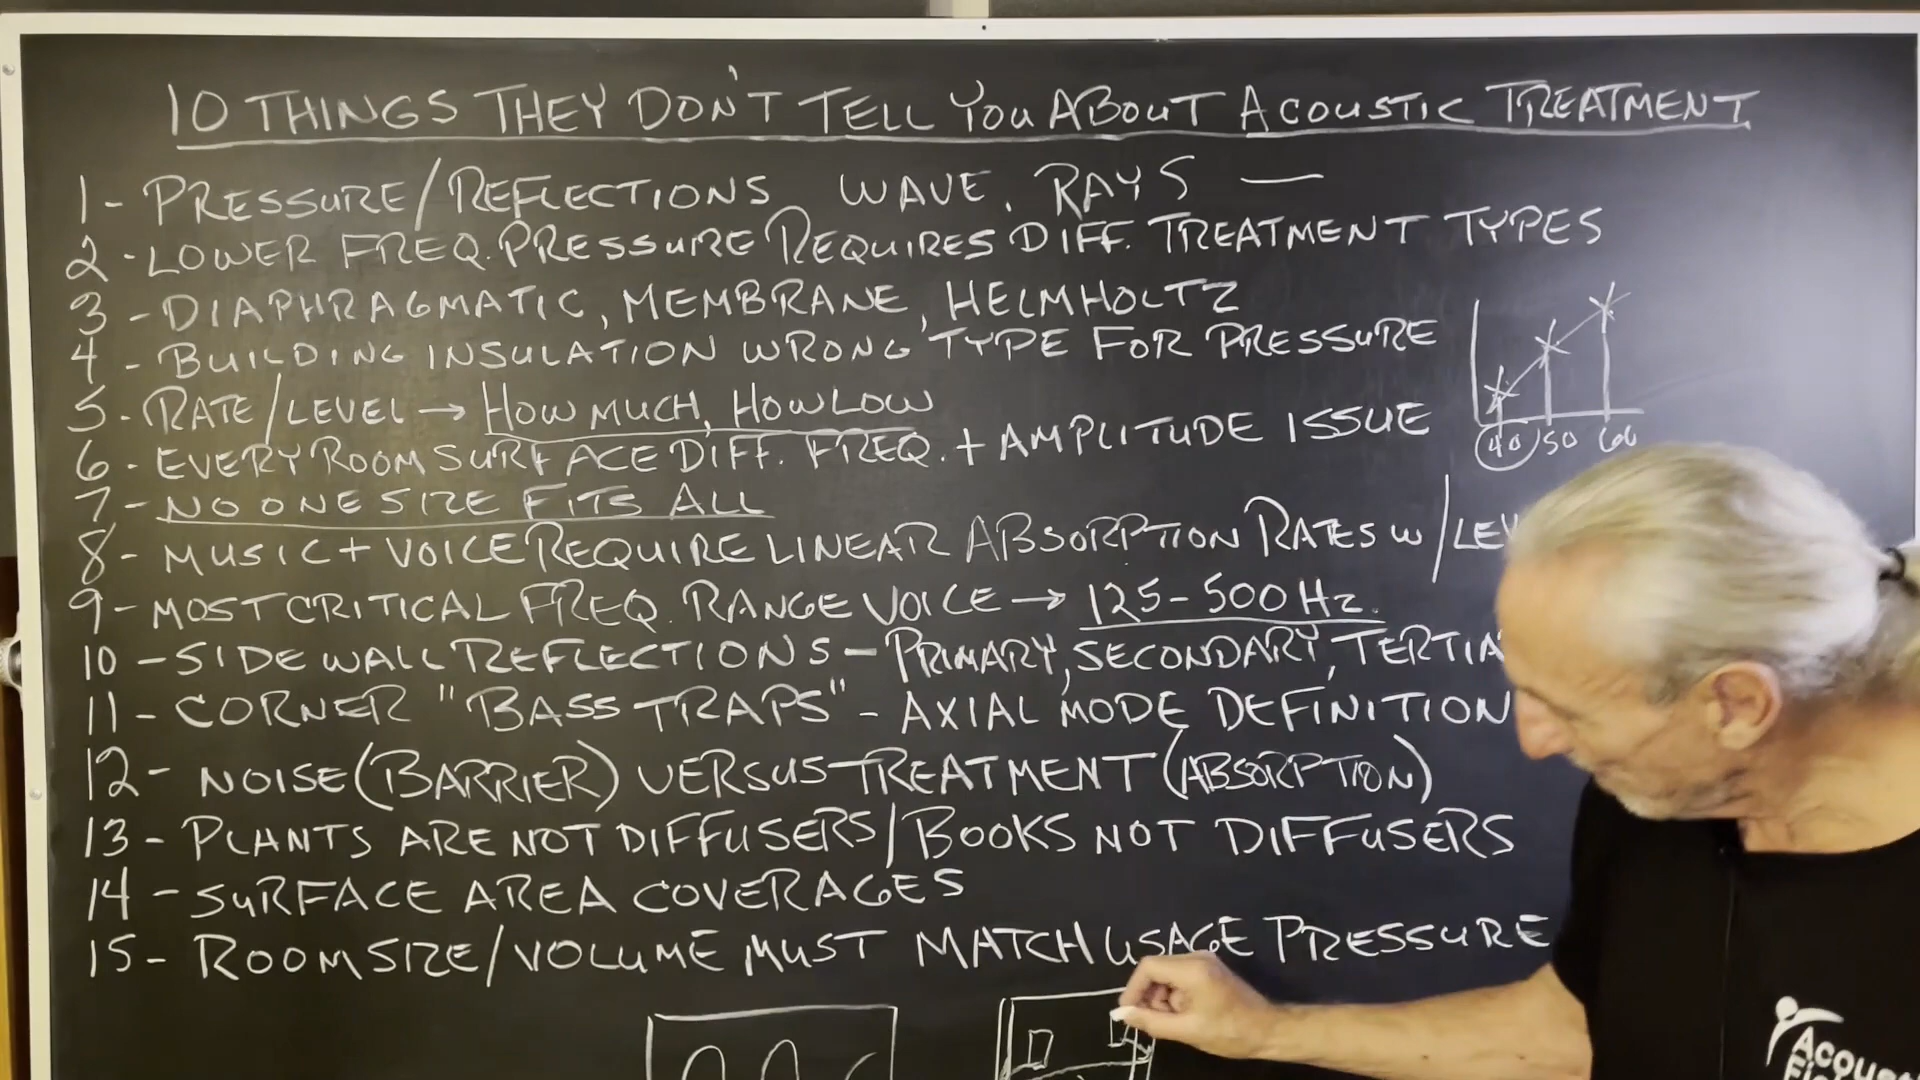 10 THINGS THEY DON'T TELL YOU ABOUT ACOUSTIC TREATMENT
1 - PRESSURE/REFLECTIONS WAVE. RAYS —
2 - LOWER FREQ. PRESSURE REQUIRES DIFF. TREATMENT TYPES
3 - DIAPHRAGMATIC, MEMBRANE, HELMHOLTZ
4 - BUILDING INSULATION WRONG TYPE FOR PRESSURE
5 - RATE/LEVEL → HOW MUCH, HOW LOW
6 - EVERY ROOM SURFACE DIFF. FREQ. + AMPLITUDE ISSUE
40 50 60
7 - NO ONE SIZE FITS ALL
8 - MUSIC + VOICE REQUIRE LINEAR ABSORPTION RATES W/LEV
9 - MOST CRITICAL FREQ. RANGE VOICE → 125-500 Hz.
10 - SIDE WALL REFLECTIONS - PRIMARY, SECONDARY, TERTIA
11 - CORNER "BASS TRAPS" - AXIAL MODE DEFINITION
12 - NOISE (BARRIER) VERSUS TREATMENT (ABSORPTION)
13 - PLANTS ARE NOT DIFFUSERS/BOOKS NOT DIFFUSERS
14 - SURFACE AREA COVERAGES
15 - ROOM SIZE/VOLUME MUST MATCH USAGE PRESSURE